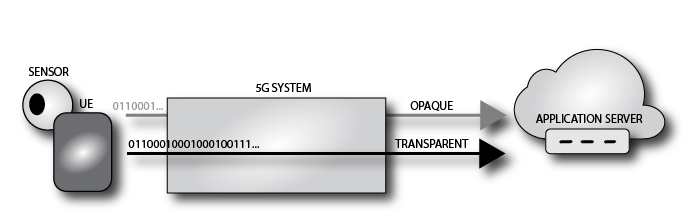 SENSOR
UE
5G SYSTEM
0110001...
OPAQUE
01100010001000100111...
TRANSPARENT
APPLICATION SERVER